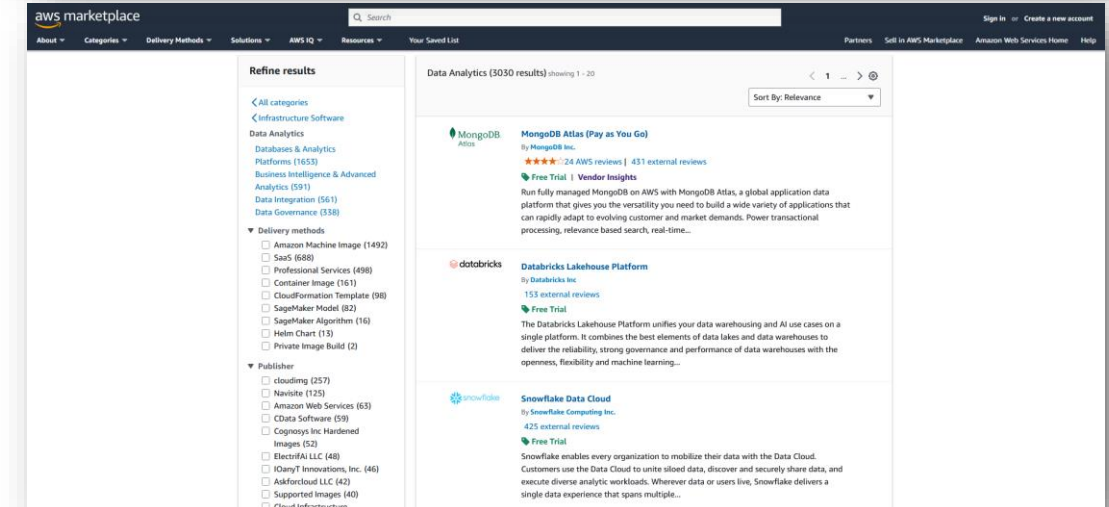 aws marketplace
Search
Sign in or Create a new account
About
Categories
Delivery Methods
Solutions
AWS IQ
Resources
Your Saved List
Partners
Sell in AWS Marketplace
Amazon Web Services Home
Help
Refine results
All categories
Infrastructure Software
Data Analytics
Databases & Analytics
Platforms (1653)
Business Intelligence & Advanced
Analytics (591)
Data Integration (561)
Data Governance (338)
Delivery methods
Amazon Machine Image (1492)
SaaS (688)
Professional Services (498)
Container Image (161)
CloudFormation Template (98)
SageMaker Model (82)
SageMaker Algorithm (16)
Helm Chart (13)
Private Image Build (2)
Publisher
cloudimg (257)
Navisite (125)
Amazon Web Services (63)
CData Software (59)
Cognosys Inc Hardened
Images (52)
ElectrifAi LLC (48)
IOanyT Innovations, Inc. (46)
Askforcloud LLC (42)
Supported Images (40)
Cloud Infrastructure
Data Analytics (3030 results) showing 1 - 20
1 ...
Sort By: Relevance
MongoDB.
Atlas
MongoDB Atlas (Pay as You Go)
By MongoDB Inc.
24 AWS reviews | 431 external reviews
Free Trial | Vendor Insights
Run fully managed MongoDB on AWS with MongoDB Atlas, a global application data
platform that gives you the versatility you need to build a wide variety of applications that
can rapidly adapt to evolving customer and market demands. Power transactional
processing, relevance based search, real-time...
databricks
Databricks Lakehouse Platform
By Databricks Inc
153 external reviews
Free Trial
The Databricks Lakehouse Platform unifies your data warehousing and AI use cases on a
single platform. It combines the best elements of data lakes and data warehouses to
deliver the reliability, strong governance and performance of data warehouses with the
openness, flexibility and machine learning...
snowflake
Snowflake Data Cloud
By Snowflake Computing Inc.
425 external reviews
Free Trial
Snowflake enables every organization to mobilize their data with the Data Cloud.
Customers use the Data Cloud to unite siloed data, discover and securely share data, and
execute diverse analytic workloads. Wherever data or users live, Snowflake delivers a
single data experience that spans multiple...